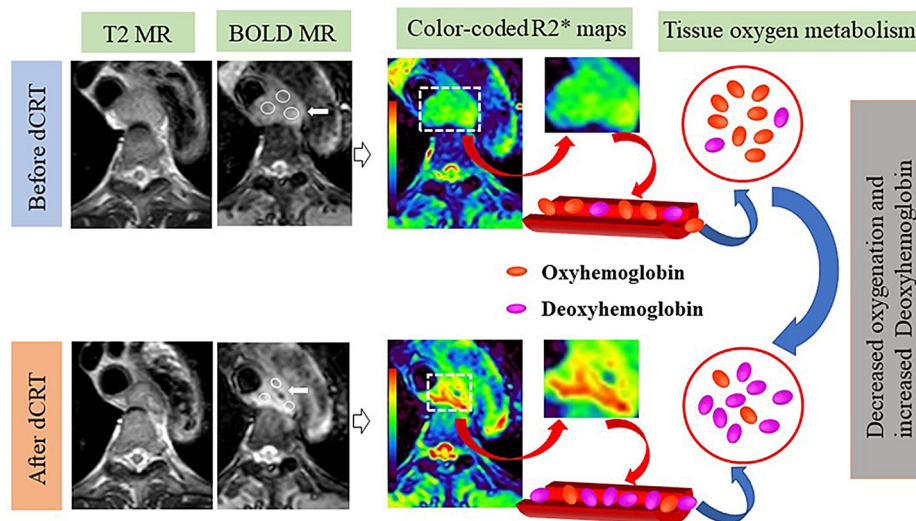 T2 MR
BOLD MR
Color-coded R2* maps
Tissue oxygen metabolism
Before dCRT
Oxyhemoglobin
Deoxyhemoglobin
After dCRT
Decreased oxygenation and
increased Deoxyhemoglobin